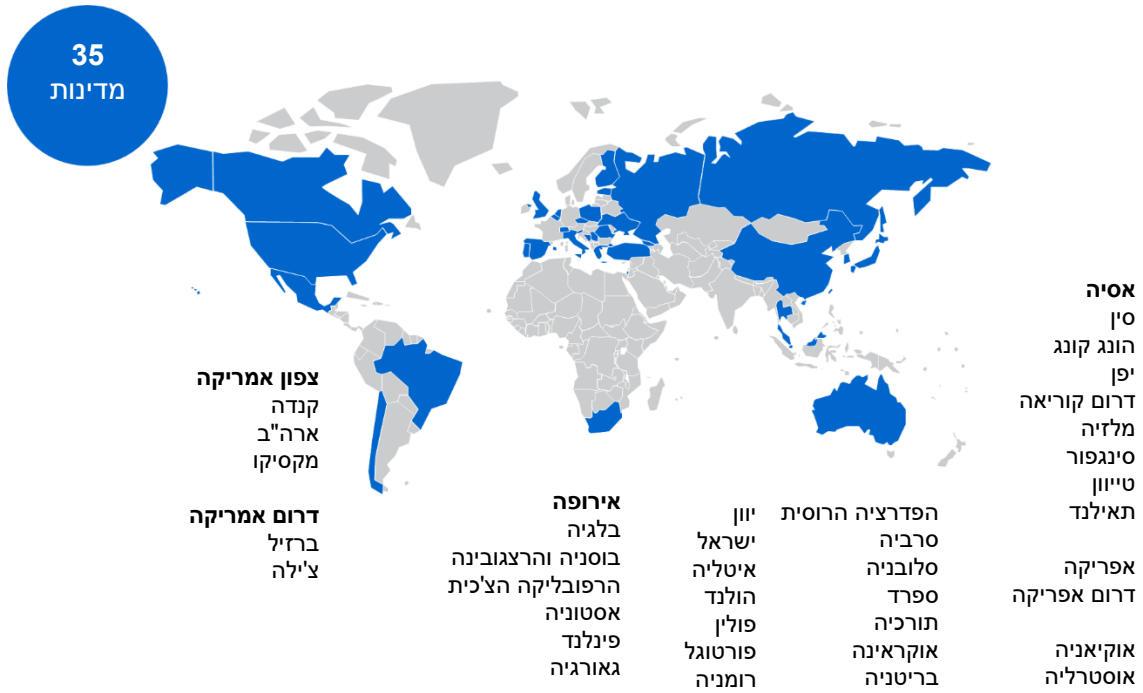 35
מדינות
אסיה
סין
הונג קונג
יפן
דרום קוריאה
מלזיה
סינגפור
טייוון
תאילנד
אפריקה
דרום אפריקה
אוקיאניה
אוסטרליה
צפון אמריקה
קנדה
ארה"ב
מקסיקו
דרום אמריקה
ברזיל
צ'ילה
אירופה
בלגיה
בוסניה והרצגובינה
הרפובליקה הצ'כית
אסטוניה
פינלנד
גאורגיה
יוון
ישראל
איטליה
הולנד
פולין
פורטוגל
רומניה
הפדרציה הרוסית
סרביה
סלובניה
ספרד
תורכיה
אוקראינה
בריטניה